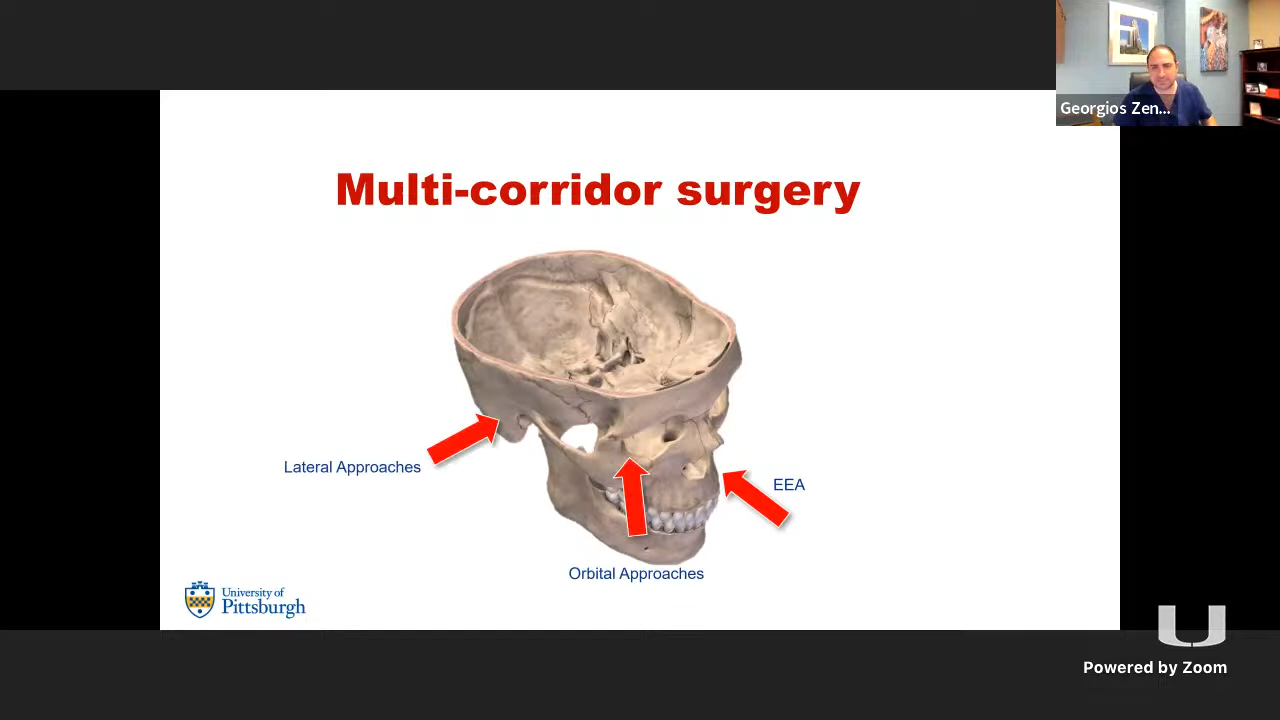 Georgios Zen...
Multi-corridor surgery
Lateral Approaches
EEA
Orbital Approaches
University of
Pittsburgh
U
Powered by Zoom